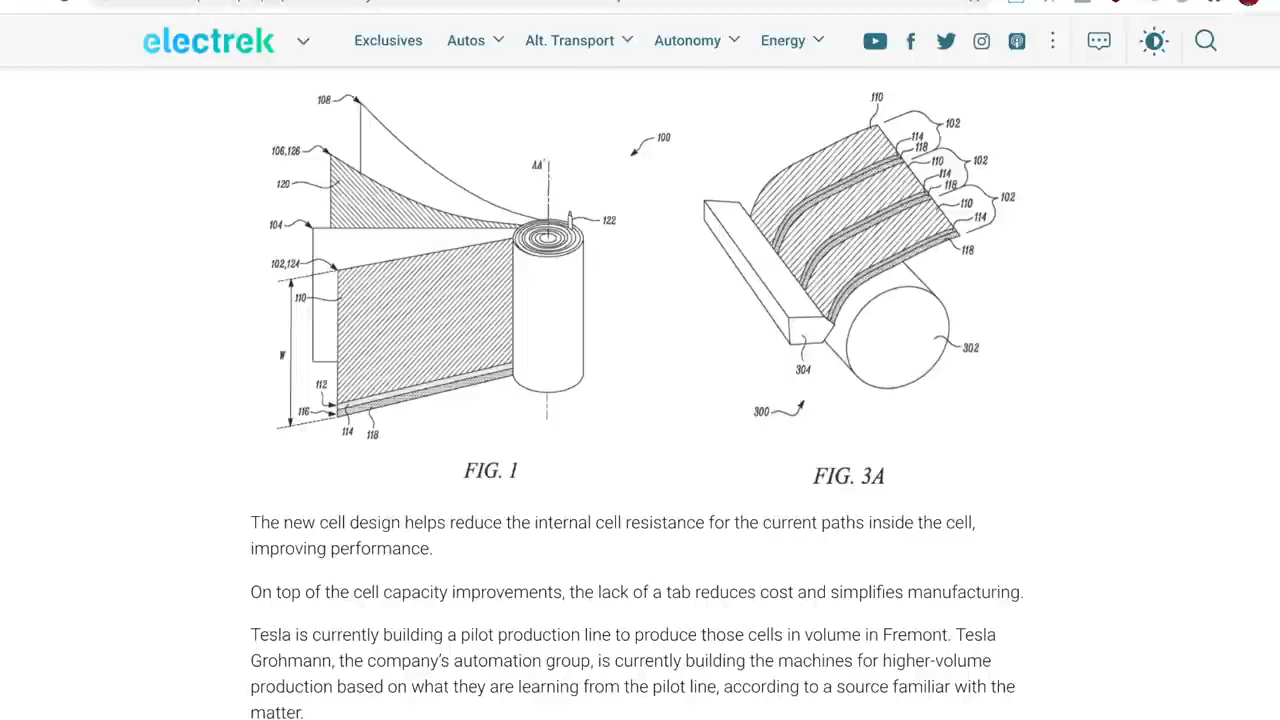 electrek Exclusives Autos Alt. Transport Autonomy Energy
108
106,126
120
104
102,124
110
W
112
116
114 118
AA'
122
100
FIG. 1
110
102
114
118
110
102
114
118
110
102
114
118
304
302
300
FIG. 3A
The new cell design helps reduce the internal cell resistance for the current paths inside the cell,
improving performance.
On top of the cell capacity improvements, the lack of a tab reduces cost and simplifies manufacturing.
Tesla is currently building a pilot production line to produce those cells in volume in Fremont. Tesla
Grohmann, the company's automation group, is currently building the machines for higher-volume
production based on what they are learning from the pilot line, according to a source familiar with the
matter.